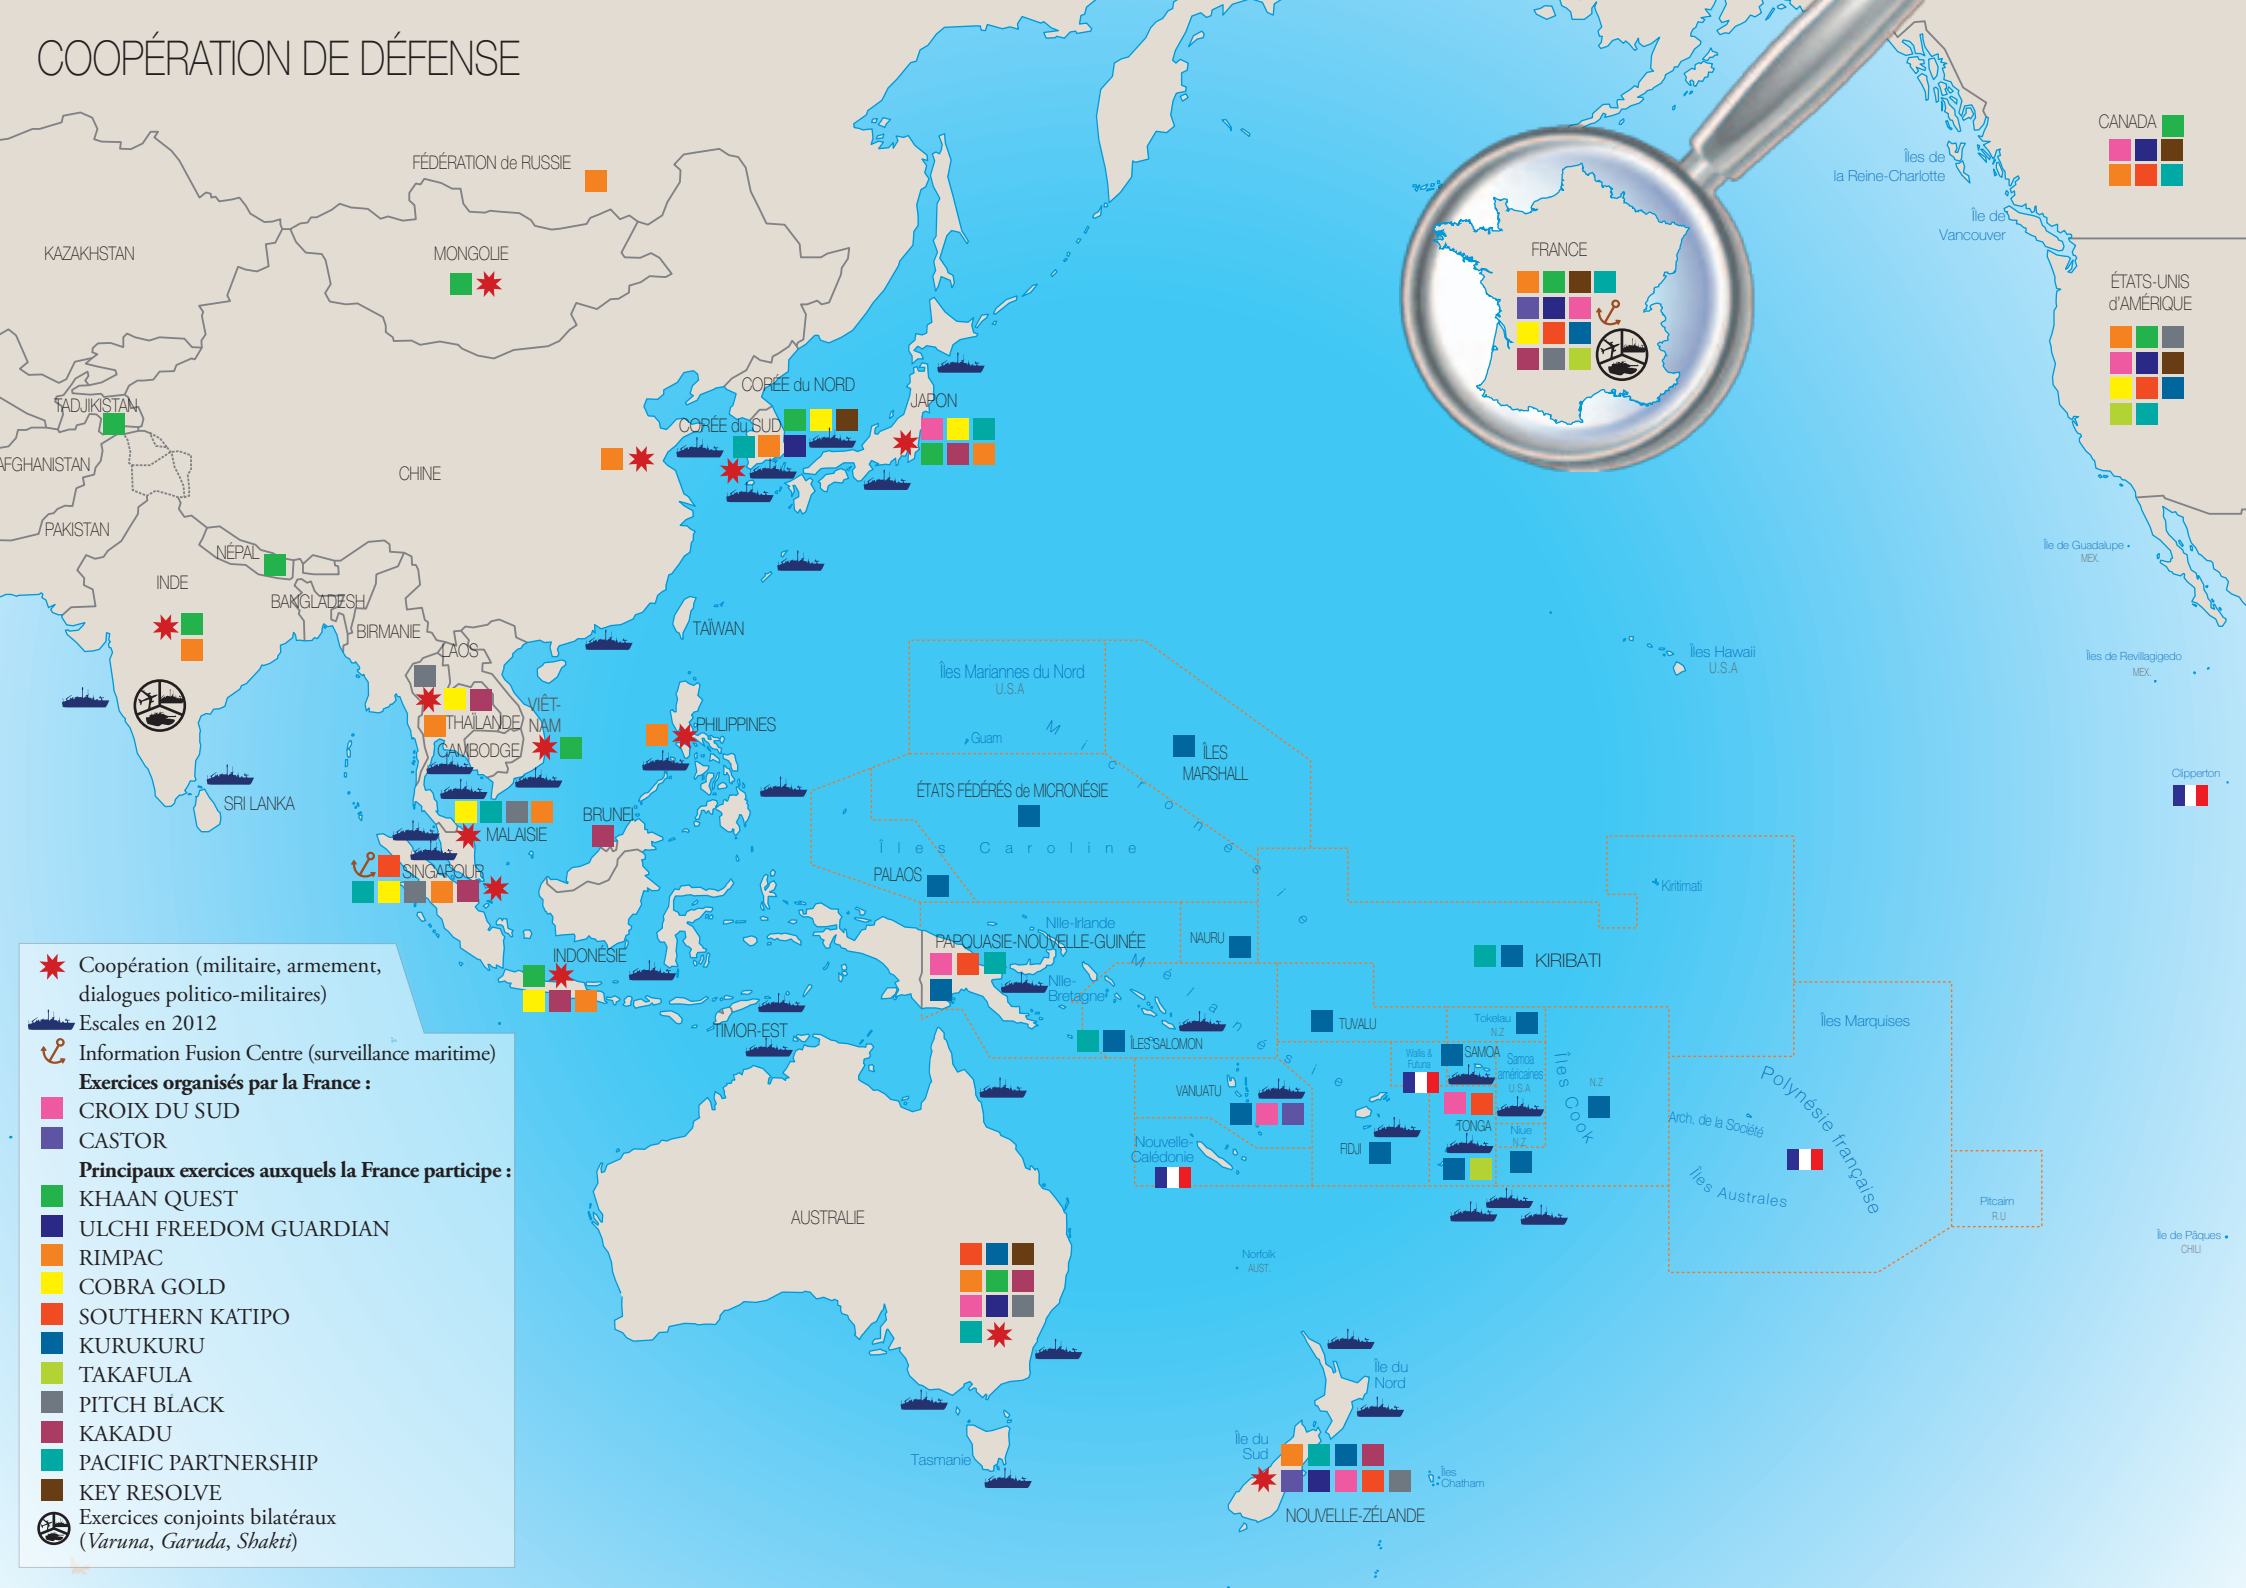 COOPÉRATION DE DÉFENSE
FÉDÉRATION de RUSSIE
KAZAKHSTAN
MONGOLIE
TADJIKISTAN
AFGHANISTAN
CHINE
PAKISTAN
NÉPAL
INDE
BANGLADESH
BIRMANIE
LAOS
THAÏLANDE
VIÊT-
NAM
CAMBODGE
SRI LANKA
MALAISIE
SINGAPOUR
BRUNEI
INDONÉSIE
TIMOR-EST
PHILIPPINES
TAÏWAN
CORÉE du NORD
CORÉE du SUD
JAPON
FRANCE
CANADA
Îles de
la Reine-Charlotte
Île de
Vancouver
ÉTATS-UNIS
d'AMÉRIQUE
Île de Guadalupe
MEX.
Îles de Revillagigedo
MEX.
Clipperton
Îles Hawaii
U.S.A
Îles Mariannes du Nord
U.S.A
Guam
Micronésie
ÎLES
MARSHALL
ÉTATS FÉDÉRÉS de MICRONÉSIE
Îles Caroline
PALAOS
Kiritimati
Nlle-Irlande
PAPOUASIE-NOUVELLE-GUINÉE
NAURU
KIRIBATI
Mélanésie
Nlle-
Bretagne
ÎLES SALOMON
TUVALU
Tokelau
N.Z
Îles Marquises
Wallis &
Futuna
SAMOA
Samoa
américaines
U.S.A
Îles Cook
N.Z
VANUATU
Polynésie française
Arch. de la Société
Îles Australes
TONGA
Niue
N.Z
FIDJI
Nouvelle-
Calédonie
Pitcairn
R.U
Île de Pâques
CHILI
AUSTRALIE
Norfolk
AUST.
Tasmanie
Île du
Nord
Île du
Sud
Îles
Chatham
NOUVELLE-ZÉLANDE
Coopération (militaire, armement,
dialogues politico-militaires)
Escales en 2012
Information Fusion Centre (surveillance maritime)
Exercices organisés par la France :
CROIX DU SUD
CASTOR
Principaux exercices auxquels la France participe :
KHAAN QUEST
ULCHI FREEDOM GUARDIAN
RIMPAC
COBRA GOLD
SOUTHERN KATIPO
KURUKURU
TAKAFULA
PITCH BLACK
KAKADU
PACIFIC PARTNERSHIP
KEY RESOLVE
Exercices conjoints bilatéraux
(Varuna, Garuda, Shakti)